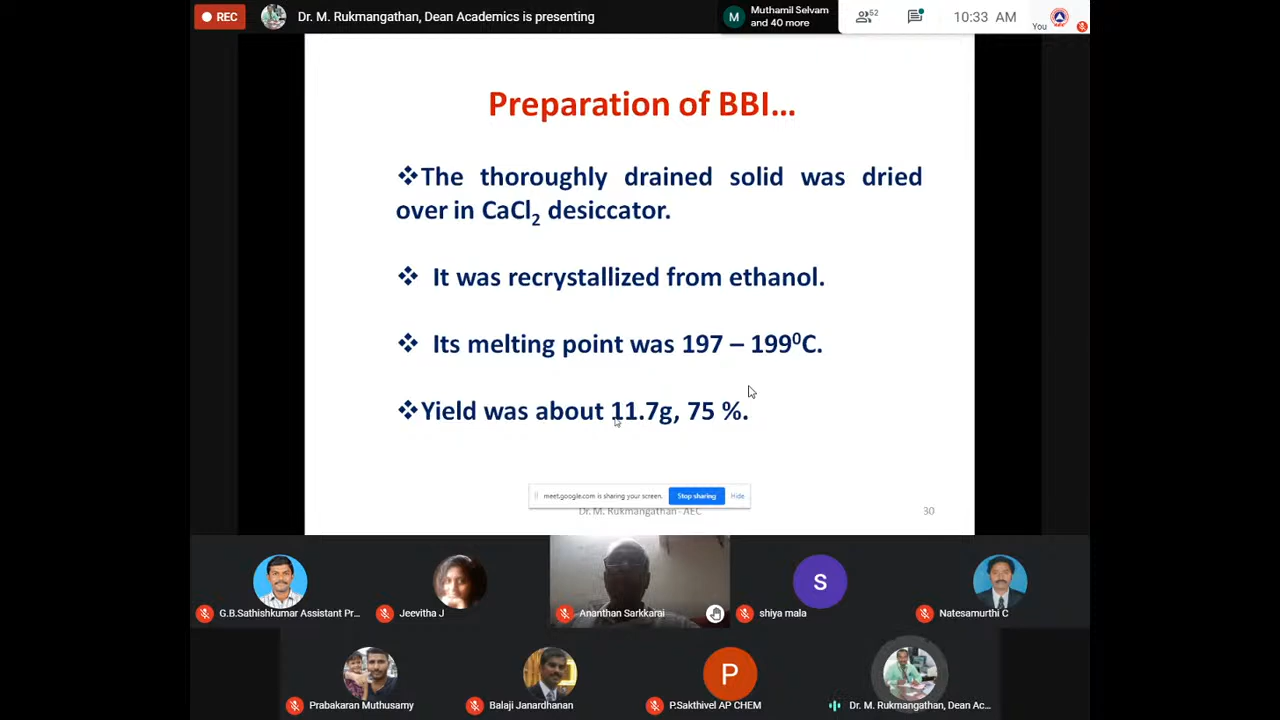 REC
Dr. M. Rukmangathan, Dean Academics is presenting
Muthamil Selvam
and 40 more
M
52
10:33 AM
You
Preparation of BBI...
❖The thoroughly drained solid was dried
over in CaCl₂ desiccator.
❖ It was recrystallized from ethanol.
❖ Its melting point was 197 – 199⁰C.
❖Yield was about 11.7g, 75 %.
meet.google.com is sharing your screen.
Stop sharing
Hide
Dr. M. Rukmangathan - AEC
30
G.B.Sathishkumar Assistant Pr...
Jeevitha J
Ananthan Sarkkarai
S
shiya mala
Natesamurthi C
Prabakaran Muthusamy
Balaji Janardhanan
P
P.Sakthivel AP CHEM
Dr. M. Rukmangathan, Dean Ac...